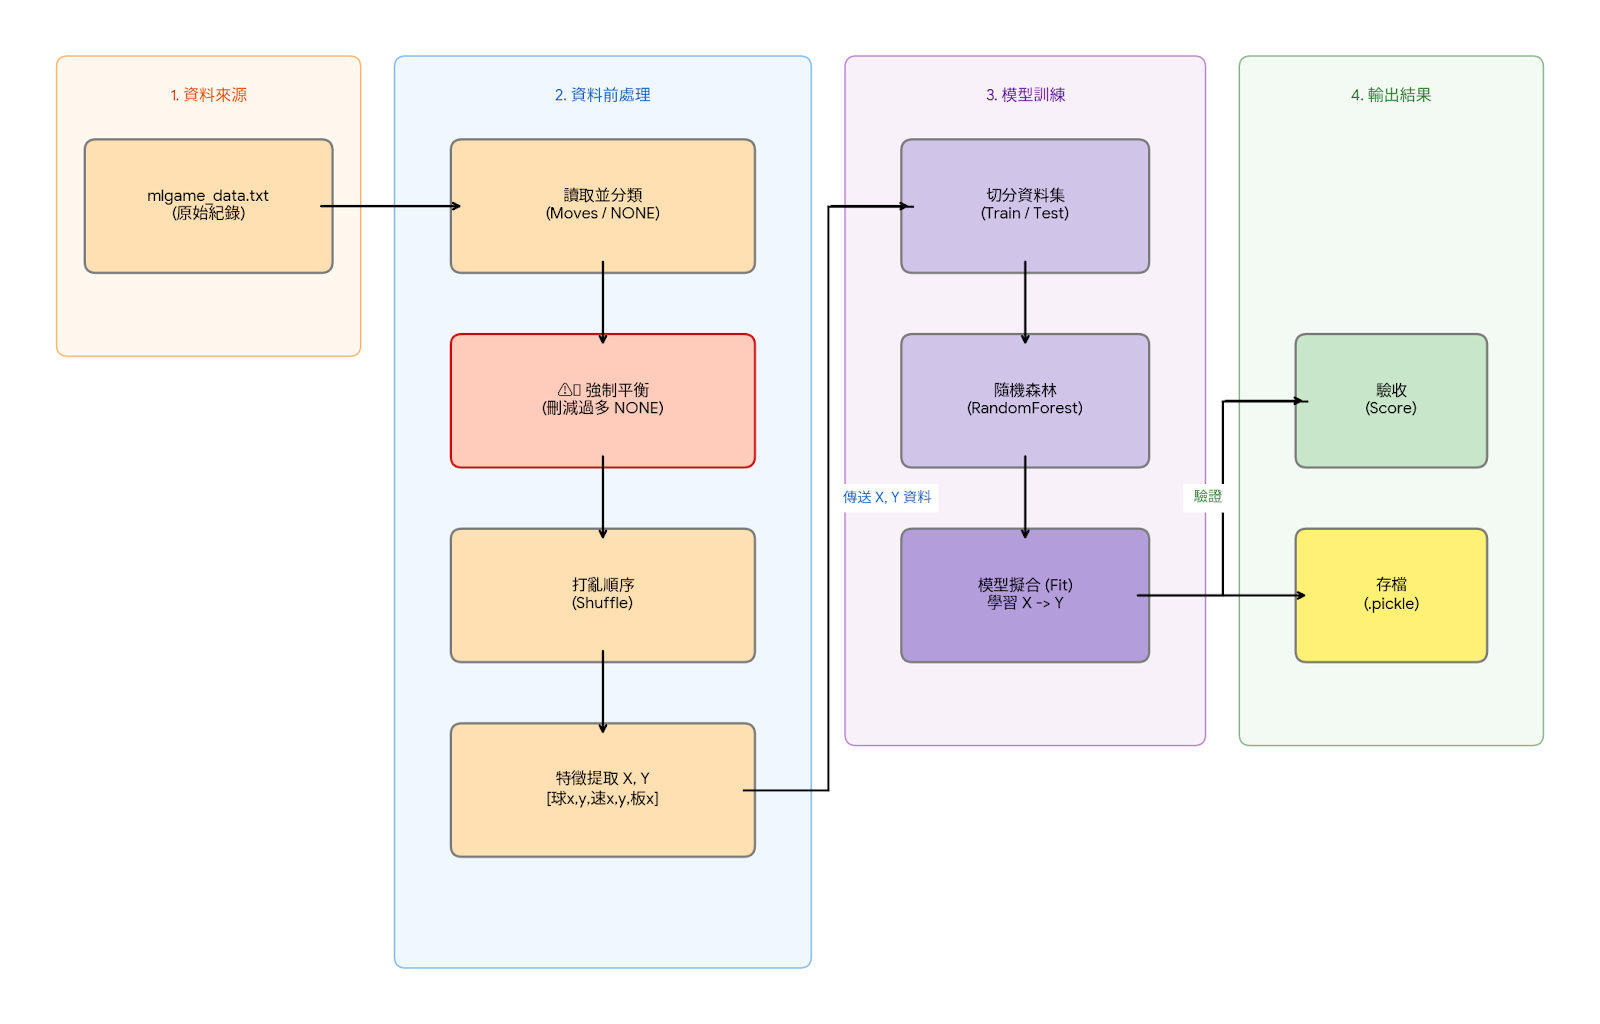 1. 資料來源
mlgame_data.txt
(原始紀錄)
2. 資料前處理
讀取並分類
(Moves / NONE)
⚠ 強制平衡
(刪減過多 NONE)
打亂順序
(Shuffle)
特徵提取 X, Y
[球x,y,速x,y,板x]
3. 模型訓練
切分資料集
(Train / Test)
隨機森林
(RandomForest)
傳送 X, Y 資料
模型擬合 (Fit)
學習 X -> Y
4. 輸出結果
驗收
(Score)
驗證
存檔
(.pickle)